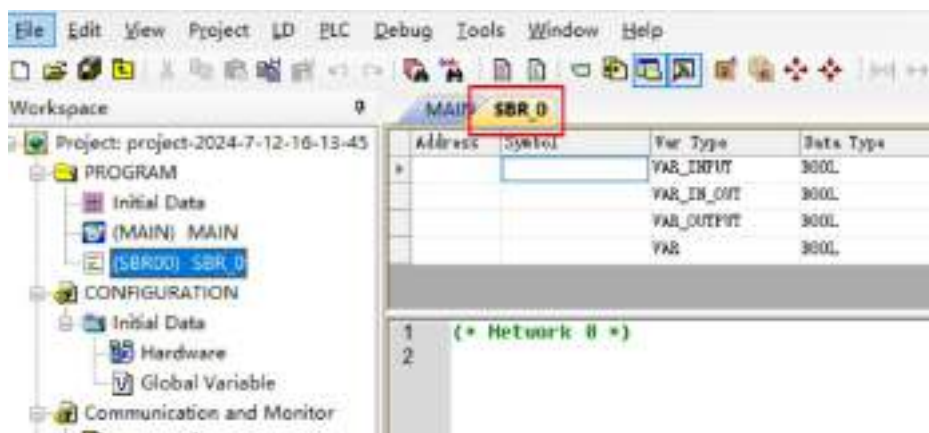 File Edit View Project LD PLC Debug Tools Window Help
Workspace
MAIN SBR_0
Project: project-2024-7-12-16-13-45
PROGRAM
Initial Data
(MAIN) MAIN
(SBR00) SBR_0
CONFIGURATION
Initial Data
Hardware
Global Variable
Communication and Monitor
Address Symbol Var Type Data Type
VAR_INPUT BOOL
VAR_IN_OUT BOOL
VAR_OUTPUT BOOL
VAR BOOL
1 (* Network 0 *)
2